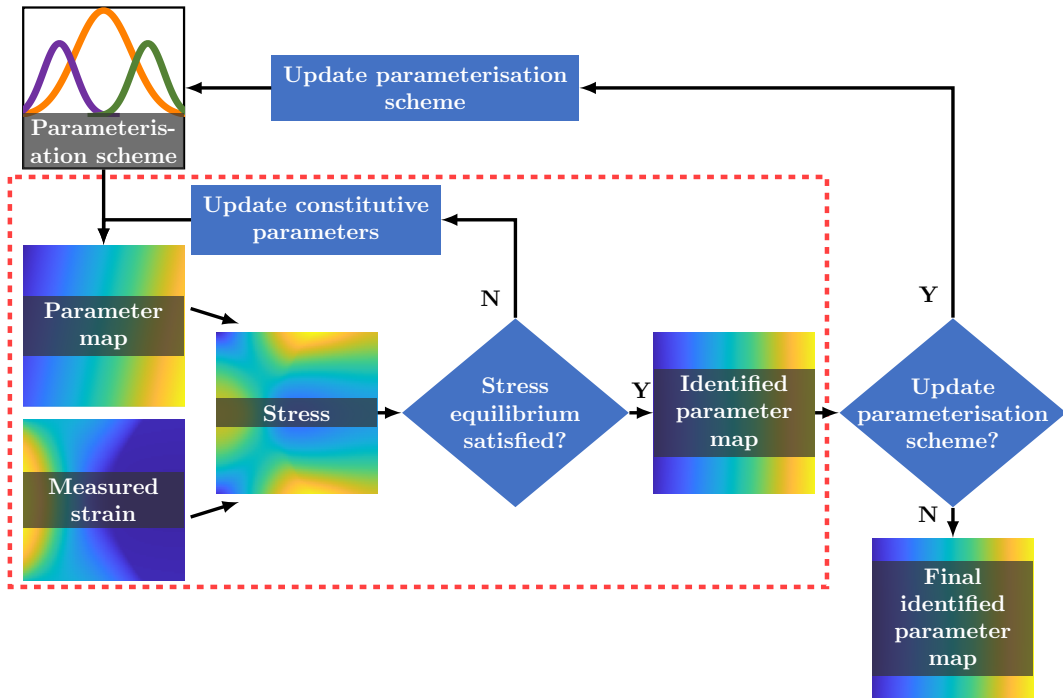 Update parameterisation
scheme
Parameteris-
ation scheme
Update constitutive
parameters
N
Y
Parameter
map
Stress
Stress
equilibrium
satisfied?
Y
Identified
parameter
map
Update
parameterisation
scheme?
Measured
strain
N
Final
identified
parameter
map